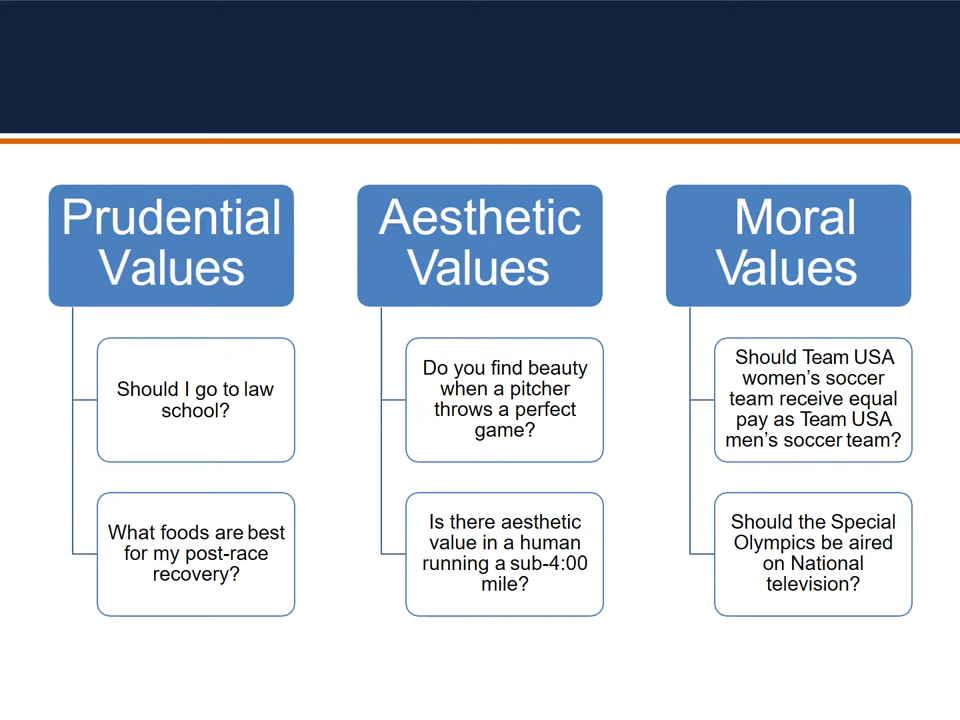 Prudential
Values
Should I go to law
school?
What foods are best
for my post-race
recovery?
Aesthetic
Values
Do you find beauty
when a pitcher
throws a perfect
game?
Is there aesthetic
value in a human
running a sub-4:00
mile?
Moral
Values
Should Team USA
women’s soccer
team receive equal
pay as Team USA
men’s soccer team?
Should the Special
Olympics be aired
on National
television?